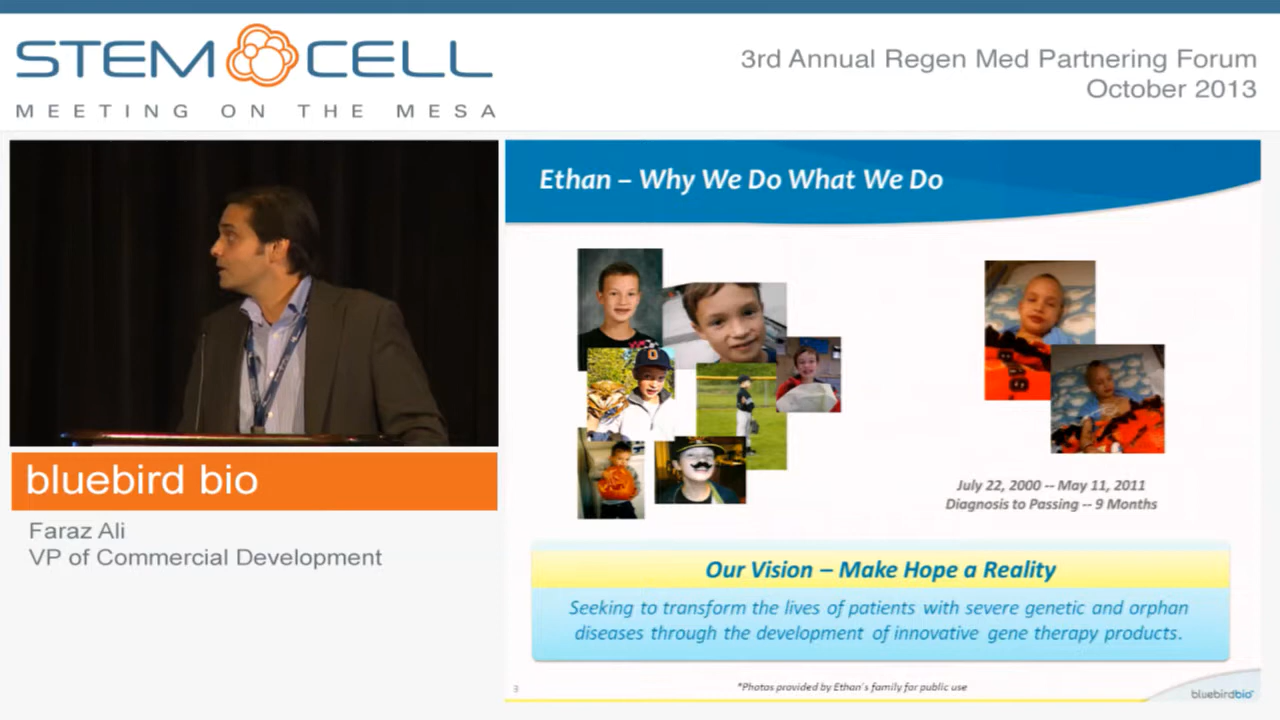 STEM CELL
MEETING ON THE MESA
3rd Annual Regen Med Partnering Forum
October 2013
Ethan – Why We Do What We Do
O
July 22, 2000 -- May 11, 2011
Diagnosis to Passing -- 9 Months
bluebird bio
Faraz Ali
VP of Commercial Development
Our Vision – Make Hope a Reality
Seeking to transform the lives of patients with severe genetic and orphan
diseases through the development of innovative gene therapy products.
3
*Photos provided by Ethan's family for public use
bluebirdbio